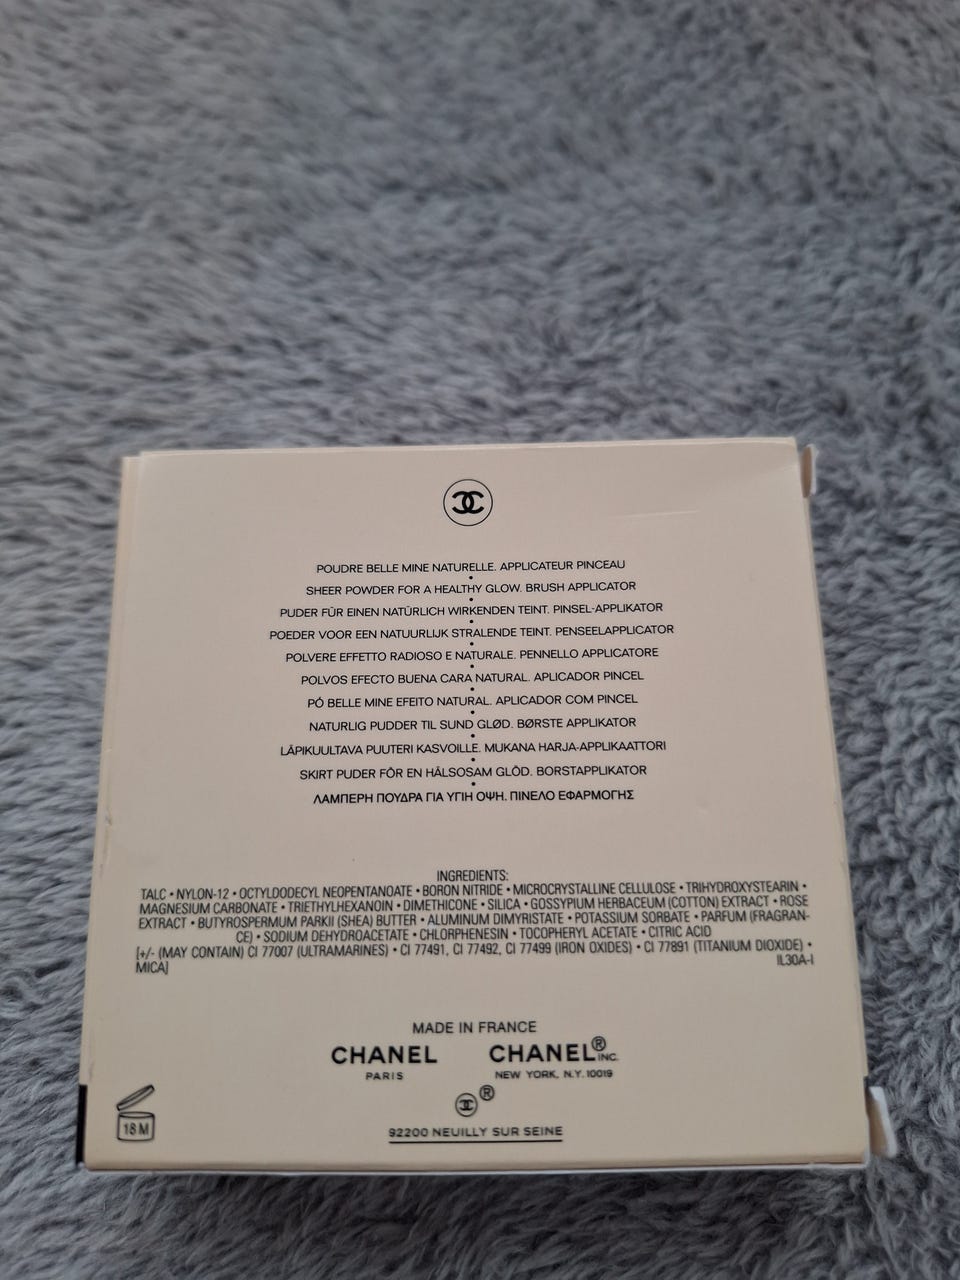 POUDRE BELLE MINE NATURELLE. APPLICATEUR PINCEAU
•
SHEER POWDER FOR A HEALTHY GLOW. BRUSH APPLICATOR
•
PUDER FÜR EINEN NATÜRLICH WIRKENDEN TEINT. PINSEL-APPLIKATOR
•
POEDER VOOR EEN NATUURLIJK STRALENDE TEINT. PENSEELAPPLICATOR
•
POLVERE EFFETTO RADIOSO E NATURALE. PENNELLO APPLICATORE
•
POLVOS EFECTO BUENA CARA NATURAL. APLICADOR PINCEL
•
PÓ BELLE MINE EFEITO NATURAL. APLICADOR COM PINCEL
•
NATURLIG PUDDER TIL SUND GLØD. BØRSTE APPLIKATOR
•
LÄPIKUULTAVA PUUTERI KASVOILLE. MUKANA HARJA-APPLIKAATTORI
•
SKIRT PUDER FÖR EN HÄLSOSAM GLÖD. BORSTAPPLIKATOR
•
ΛΑΜΠΕΡΗ ΠΟΥΔΡΑ ΓΙΑ ΥΓΙΗ ΟΨΗ. ΠΙΝΕΛΟ ΕΦΑΡΜΟΓΗΣ
INGREDIENTS:
TALC • NYLON-12 • OCTYLDODECYL NEOPENTANOATE • BORON NITRIDE • MICROCRYSTALLINE CELLULOSE • TRIHYDROXYSTEARIN •
MAGNESIUM CARBONATE • TRIETHYLHEXANOIN • DIMETHICONE • SILICA • GOSSYPIUM HERBACEUM (COTTON) EXTRACT • ROSE
EXTRACT • BUTYROSPERMUM PARKII (SHEA) BUTTER • ALUMINUM DIMYRISTATE • POTASSIUM SORBATE • PARFUM (FRAGRAN-
CE) • SODIUM DEHYDROACETATE • CHLORPHENESIN • TOCOPHERYL ACETATE • CITRIC ACID
[+/- (MAY CONTAIN) CI 77007 (ULTRAMARINES) • CI 77491, CI 77492, CI 77499 (IRON OXIDES) • CI 77891 (TITANIUM DIOXIDE) •
MICA] IL30A-I
MADE IN FRANCE
CHANEL CHANEL® INC.
PARIS NEW YORK, N.Y. 10019
®
18 M
92200 NEUILLY SUR SEINE